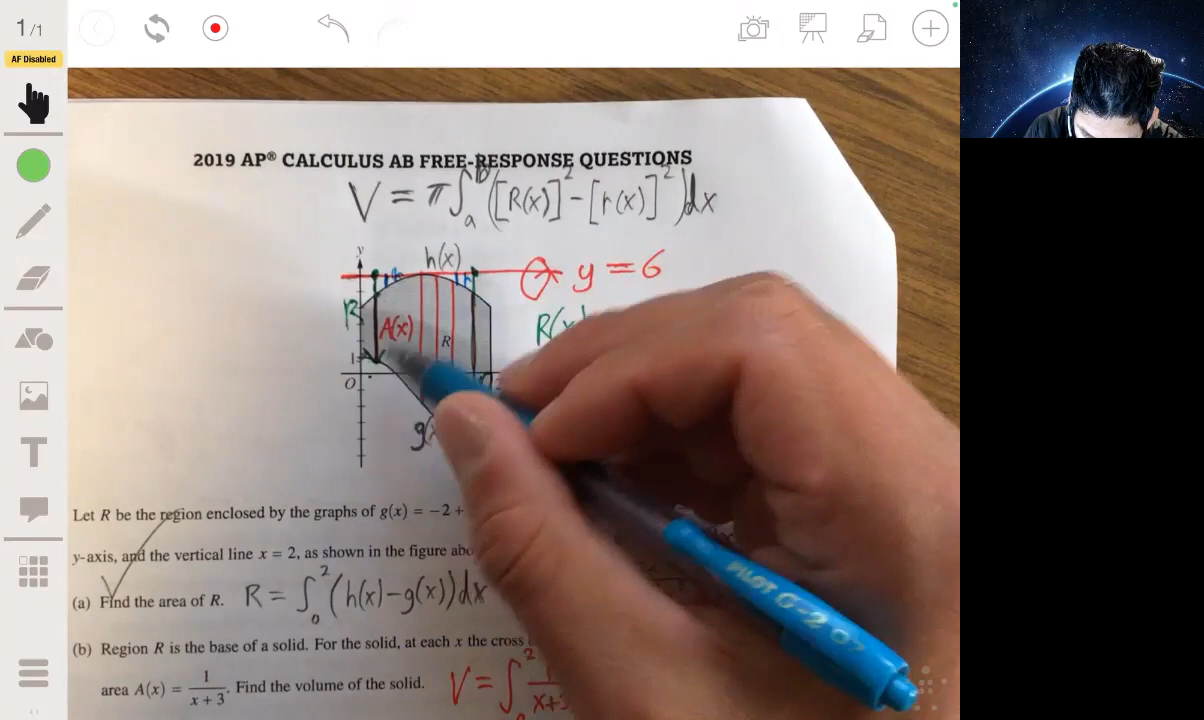 1/1
AF Disabled
2019 AP® CALCULUS AB FREE-RESPONSE QUESTIONS
V = π∫ₐᵇ([R(x)]² − [r(x)]²)dx
y
h(x)
y = 6
R
A(x)
R
R(x)
1
O
g(
Let R be the region enclosed by the graphs of g(x) = −2 +
y-axis, and the vertical line x = 2, as shown in the figure
(a) Find the area of R. R = ∫₀²(h(x)−g(x))dx
(b) Region R is the base of a solid. For the solid, at each x the cross
area A(x) = 1/(x + 3). Find the volume of the solid. V = ∫
T
PILOT G-2 07